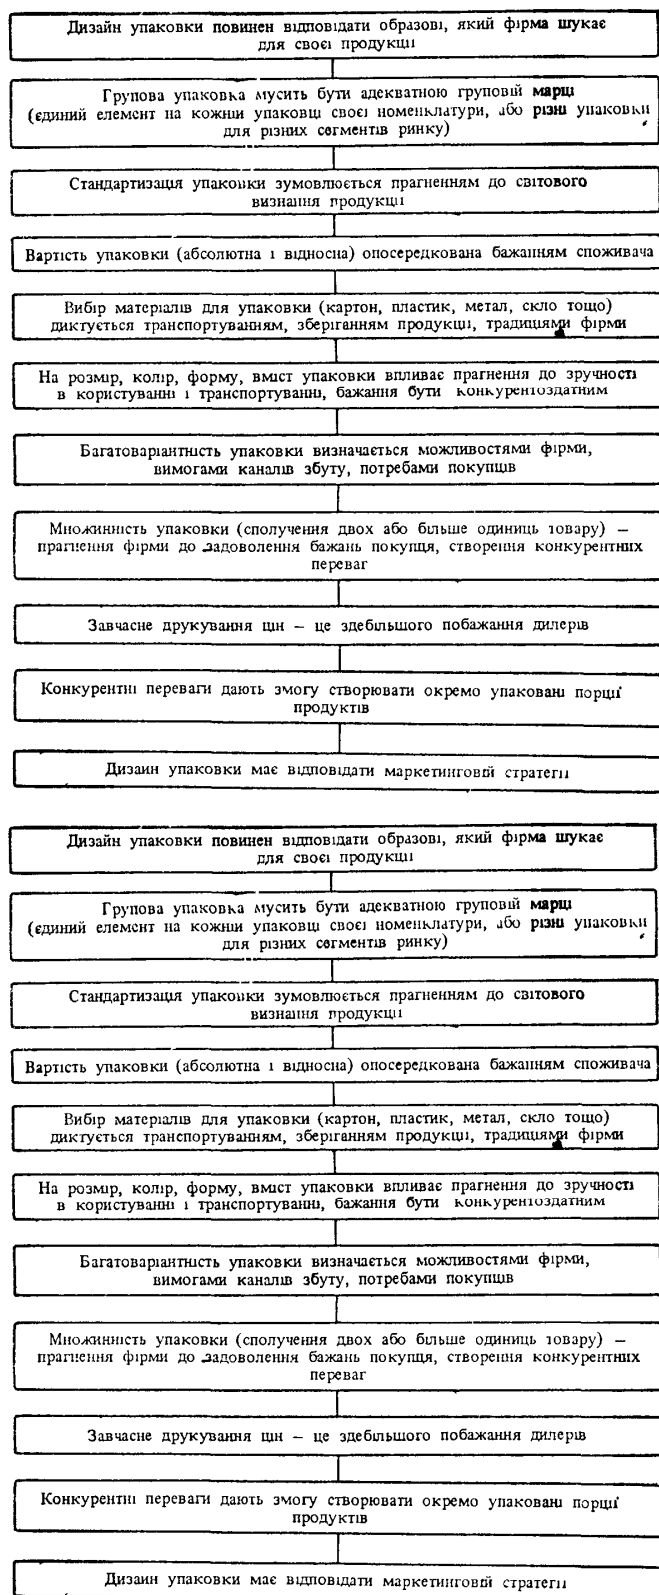 Дизайн упаковки повинен відповідати образові, який фірма шукає
для своєї продукції
Групова упаковка мусить бути адекватною груповій марці
(єдиний елемент на кожній упаковці своєї номенклатури, або різні упаковки
для різних сегментів ринку)
Стандартизація упаковки зумовлюється прагненням до світового
визнання продукції
Вартість упаковки (абсолютна і відносна) опосередкована бажанням споживача
Вибір матеріалів для упаковки (картон, пластик, метал, скло тощо)
диктується транспортуванням, зберіганням продукції, традиціями фірми
На розмір, колір, форму, вміст упаковки впливає прагнення до зручності
в користуванні і транспортуванні, бажання бути конкурентоздатним
Багатоваріантність упаковки визначається можливостями фірми,
вимогами каналів збуту, потребами покупців
Множинність упаковки (сполучення двох або більше одиниць товару) —
прагнення фірми до задоволення бажань покупця, створення конкурентних
переваг
Завчасне друкування цін — це здебільшого побажання дилерів
Конкурентні переваги дають змогу створювати окремо упаковані порції
продуктів
Дизайн упаковки має відповідати маркетинговій стратегії
Дизайн упаковки повинен відповідати образові, який фірма шукає
для своєї продукції
Групова упаковка мусить бути адекватною груповій марці
(єдиний елемент на кожній упаковці своєї номенклатури, або різні упаковки
для різних сегментів ринку)
Стандартизація упаковки зумовлюється прагненням до світового
визнання продукції
Вартість упаковки (абсолютна і відносна) опосередкована бажанням споживача
Вибір матеріалів для упаковки (картон, пластик, метал, скло тощо)
диктується транспортуванням, зберіганням продукції, традиціями фірми
На розмір, колір, форму, вміст упаковки впливає прагнення до зручності
в користуванні і транспортуванні, бажання бути конкурентоздатним
Багатоваріантність упаковки визначається можливостями фірми,
вимогами каналів збуту, потребами покупців
Множинність упаковки (сполучення двох або більше одиниць товару) —
прагнення фірми до задоволення бажань покупця, створення конкурентних
переваг
Завчасне друкування цін — це здебільшого побажання дилерів
Конкурентні переваги дають змогу створювати окремо упаковані порції
продуктів
Дизайн упаковки має відповідати маркетинговій стратегії